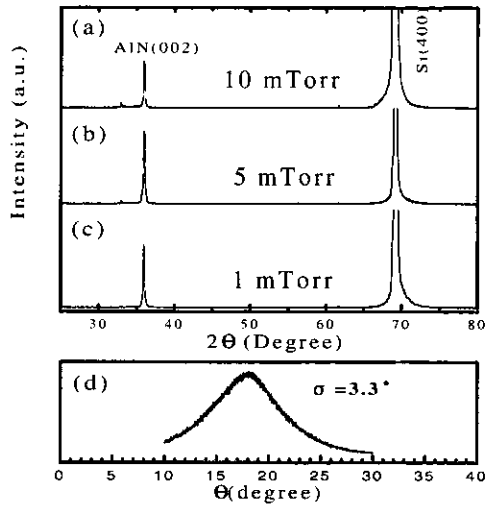 (a)
AlN(002)
Si(400)
10 mTorr
Intensity (a.u.)
(b)
5 mTorr
(c)
1 mTorr
30 40 50 60 70 80
2Θ (Degree)
(d)
σ =3.3°
0 5 10 15 20 25 30 35 40
Θ(degree)